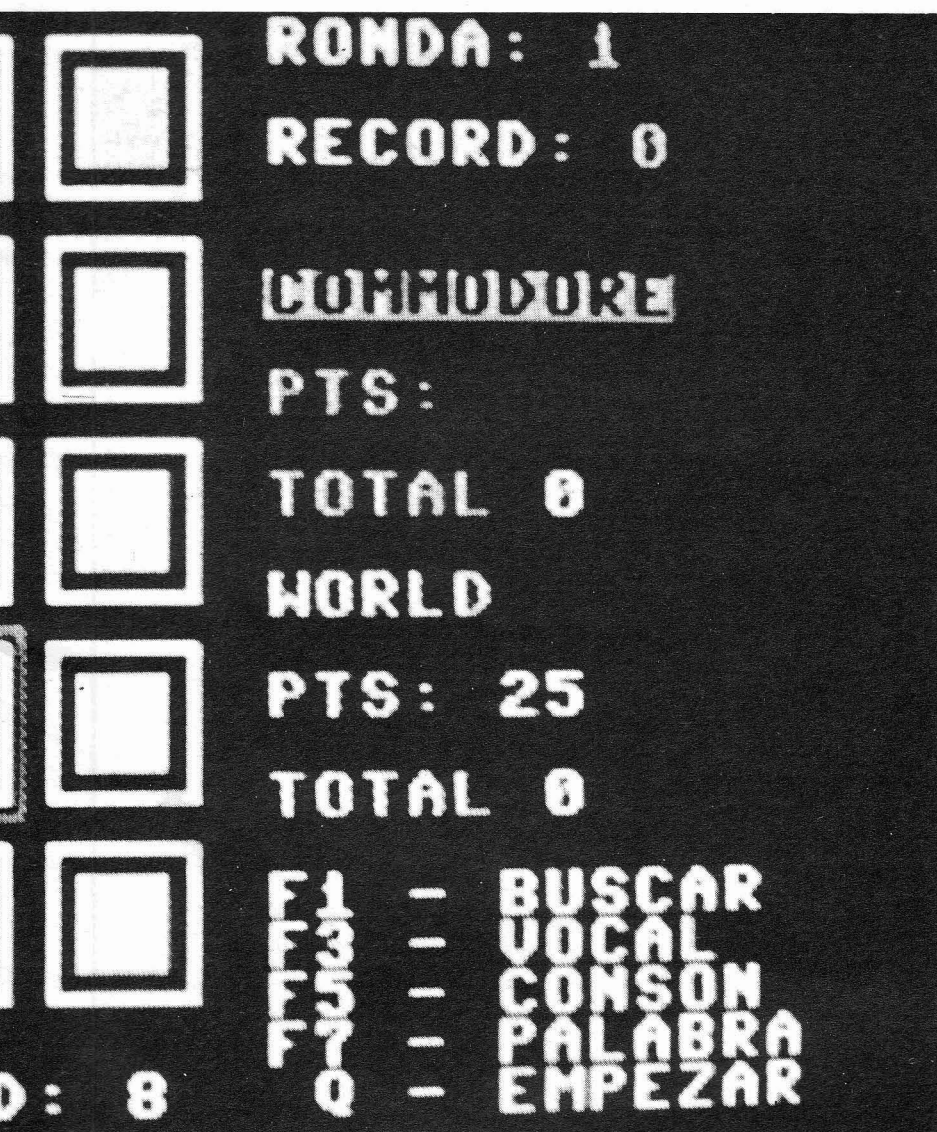 RONDA: 1
RECORD: 0
COMMODORE
PTS:
TOTAL 0
WORLD
PTS: 25
TOTAL 0
F1 - BUSCAR
F3 - VOCAL
F5 - CONSON
F7 - PALABRA
Q - EMPEZAR
D: 8